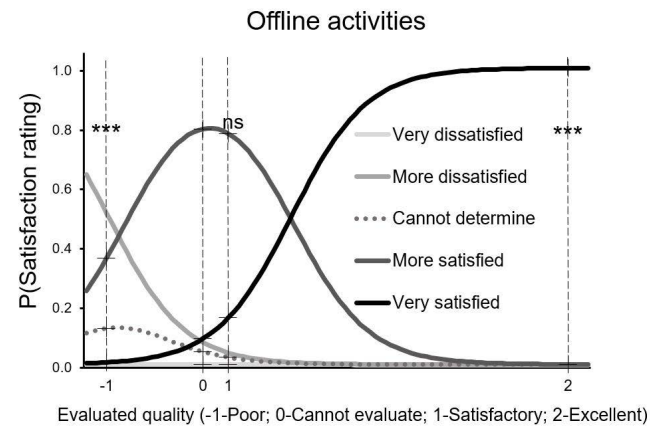 Offline activities
P(Satisfaction rating)
1.0
0.8
0.6
0.4
0.2
0.0
***
ns
***
Very dissatisfied
More dissatisfied
Cannot determine
More satisfied
Very satisfied
-1 0 1 2
Evaluated quality (-1-Poor; 0-Cannot evaluate; 1-Satisfactory; 2-Excellent)